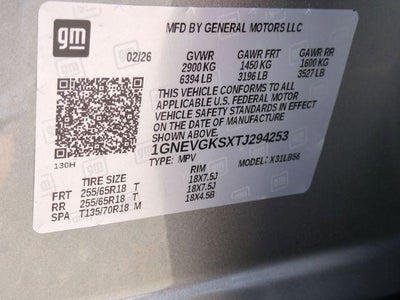 gm
MFD BY GENERAL MOTORS LLC
02/26 GVWR GAWR FRT GAWR RR
2900 KG 1450 KG 1600 KG
6394 LB 3196 LB 3527 LB
THIS VEHICLE CONFORMS TO ALL
APPLICABLE U.S. FEDERAL MOTOR
VEHICLE SAFETY STANDARDS IN EFFECT
ON THE DATE OF MANUFACTURE
SHOWN ABOVE.
1GNEVGKSXTJ294253
130H TYPE: MPV MODEL: X31LB56
TIRE SIZE RIM
FRT 255/65R18 T 18X7.5J
RR 255/65R18 T 18X7.5J
SPA T135/70R18 M 18X4.5B